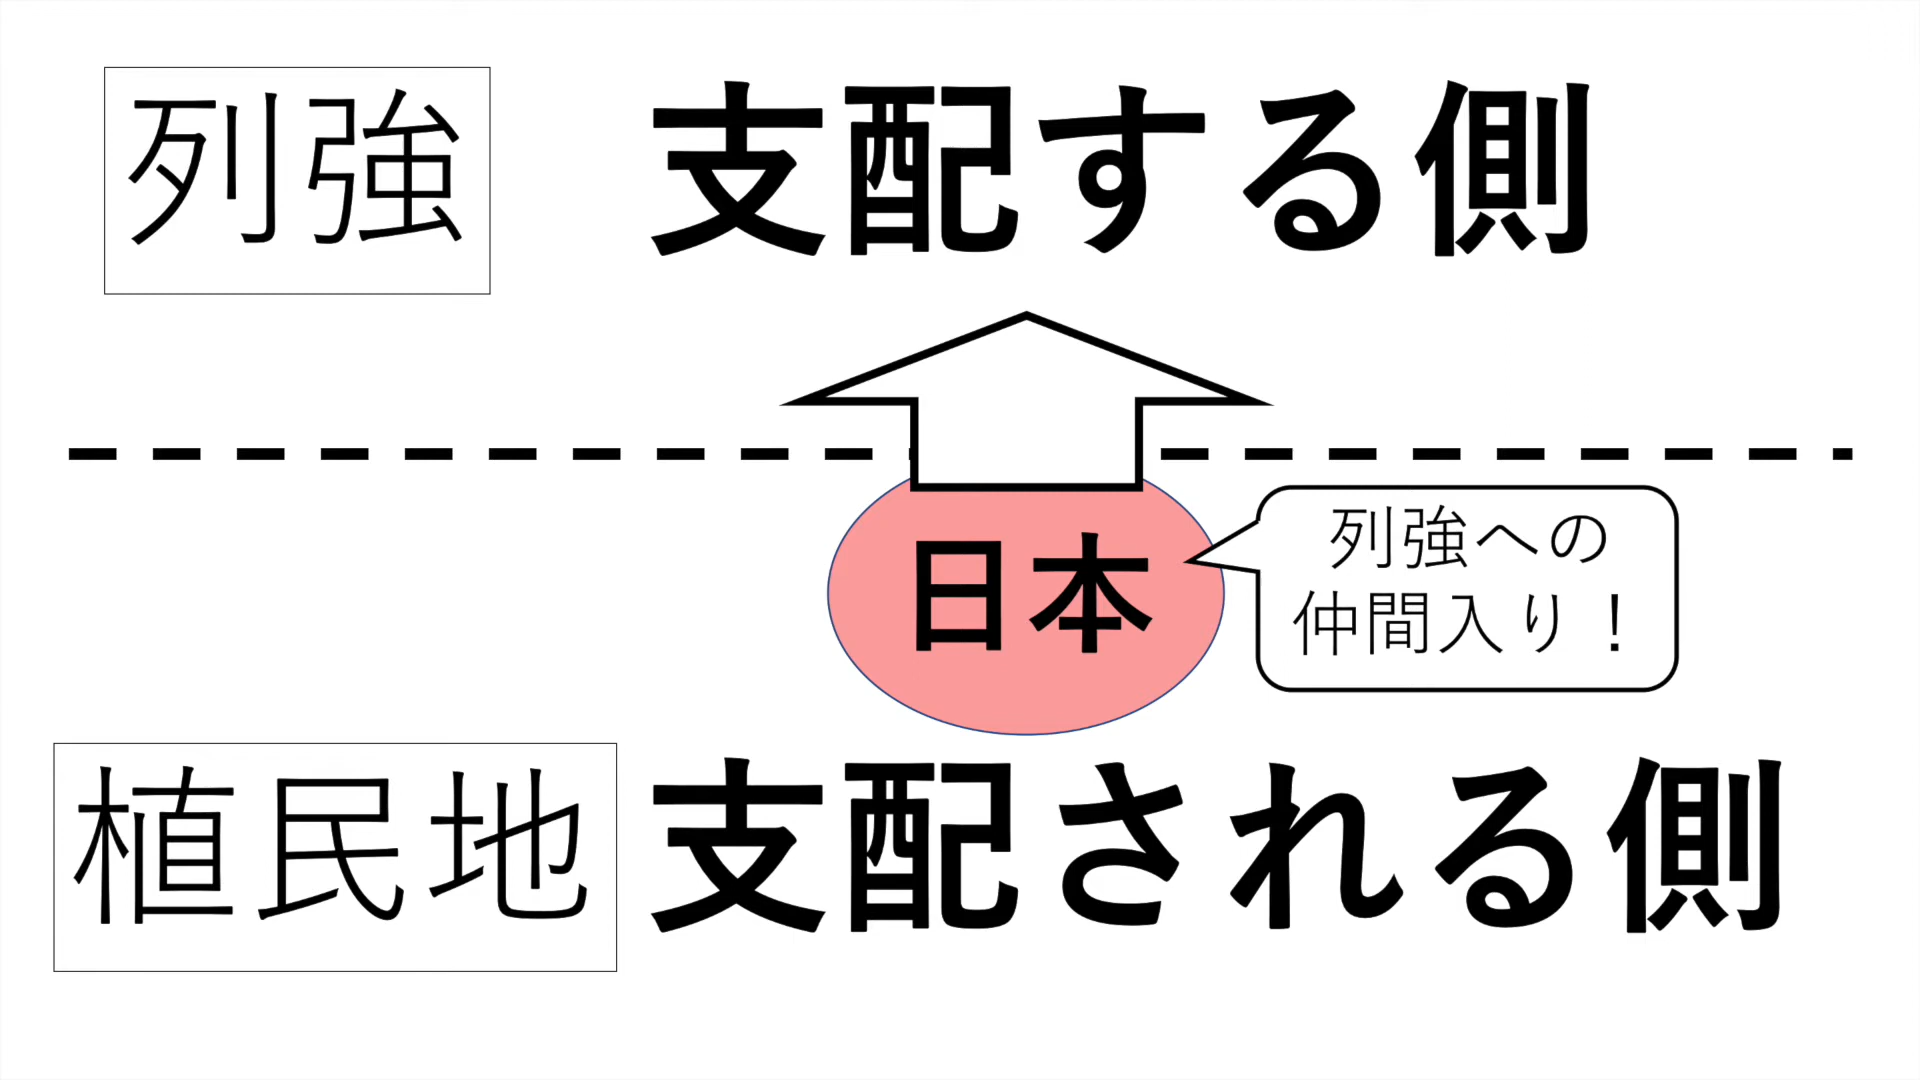 列強
支配する側
日本
列強への
仲間入り！
植民地
支配される側